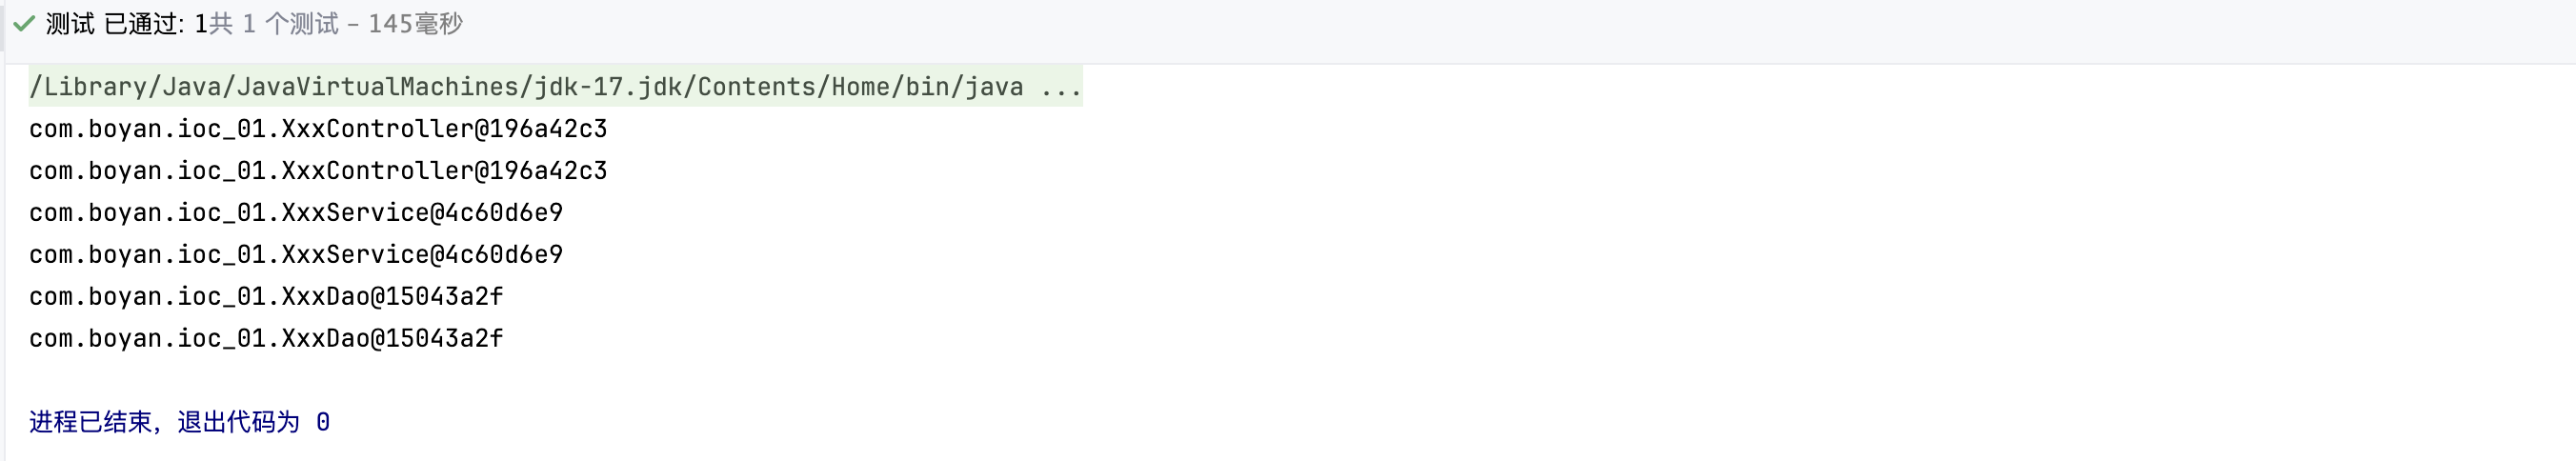 测试 已通过: 1共 1 个测试 – 145毫秒
/Library/Java/JavaVirtualMachines/jdk-17.jdk/Contents/Home/bin/java ...
com.boyan.ioc_01.XxxController@196a42c3
com.boyan.ioc_01.XxxController@196a42c3
com.boyan.ioc_01.XxxService@4c60d6e9
com.boyan.ioc_01.XxxService@4c60d6e9
com.boyan.ioc_01.XxxDao@15043a2f
com.boyan.ioc_01.XxxDao@15043a2f
进程已结束,退出代码为 0